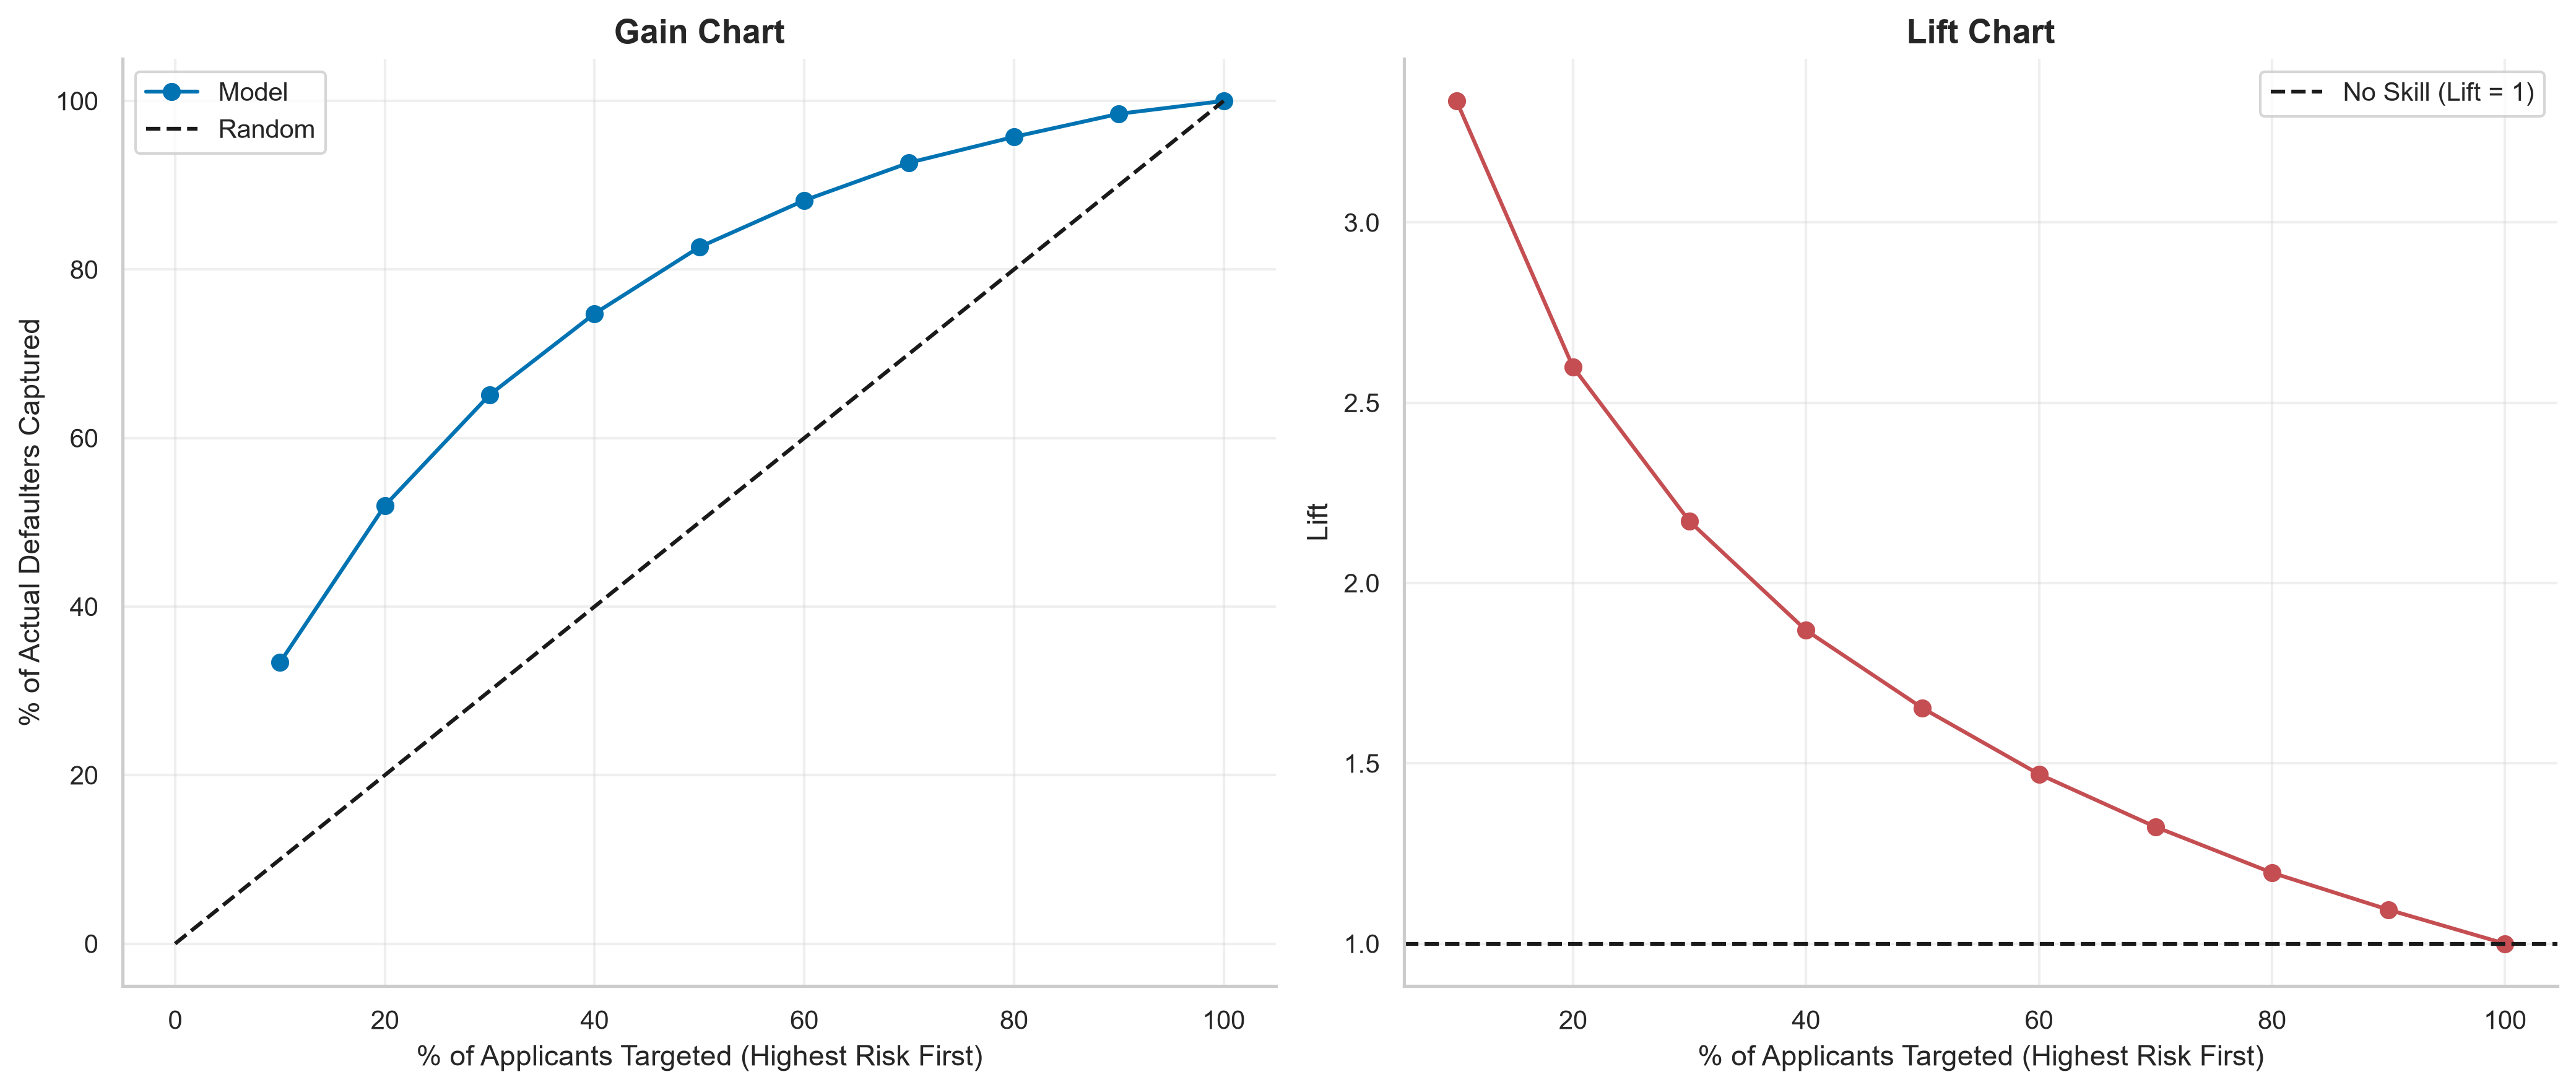 Gain Chart
Model
Random
100
80
60
40
20
0
% of Actual Defaulters Captured
0 20 40 60 80 100
% of Applicants Targeted (Highest Risk First)
Lift Chart
No Skill (Lift = 1)
3.0
2.5
2.0
1.5
1.0
Lift
20 40 60 80 100
% of Applicants Targeted (Highest Risk First)